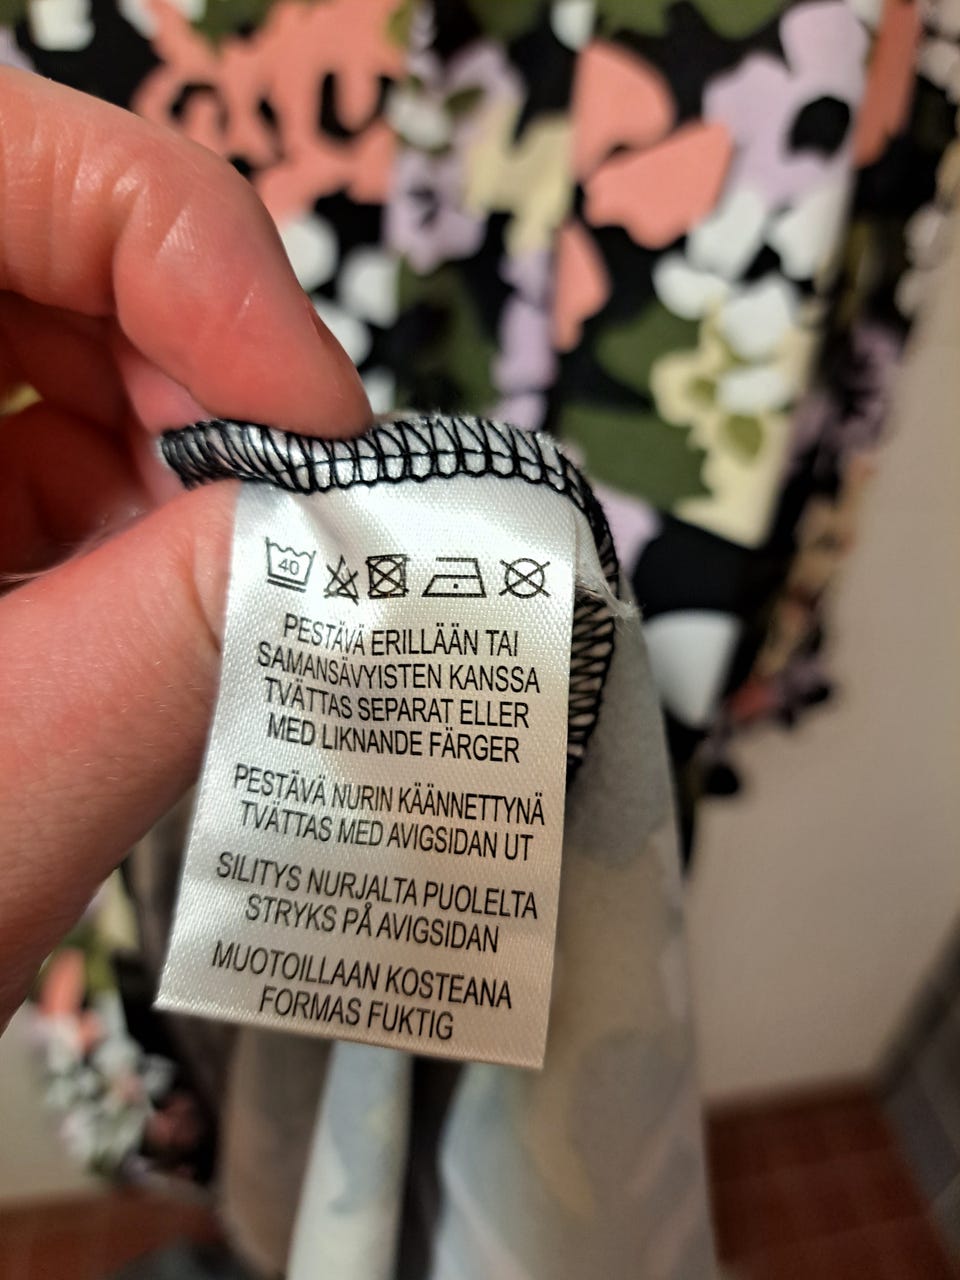 40
PESTÄVÄ ERILLÄÄN TAI
SAMANSÄVYISTEN KANSSA
TVÄTTAS SEPARAT ELLER
MED LIKNANDE FÄRGER
PESTÄVÄ NURIN KÄÄNNETTYNÄ
TVÄTTAS MED AVIGSIDAN UT
SILITYS NURJALTA PUOLELTA
STRYKS PÅ AVIGSIDAN
MUOTOILLAAN KOSTEANA
FORMAS FUKTIG